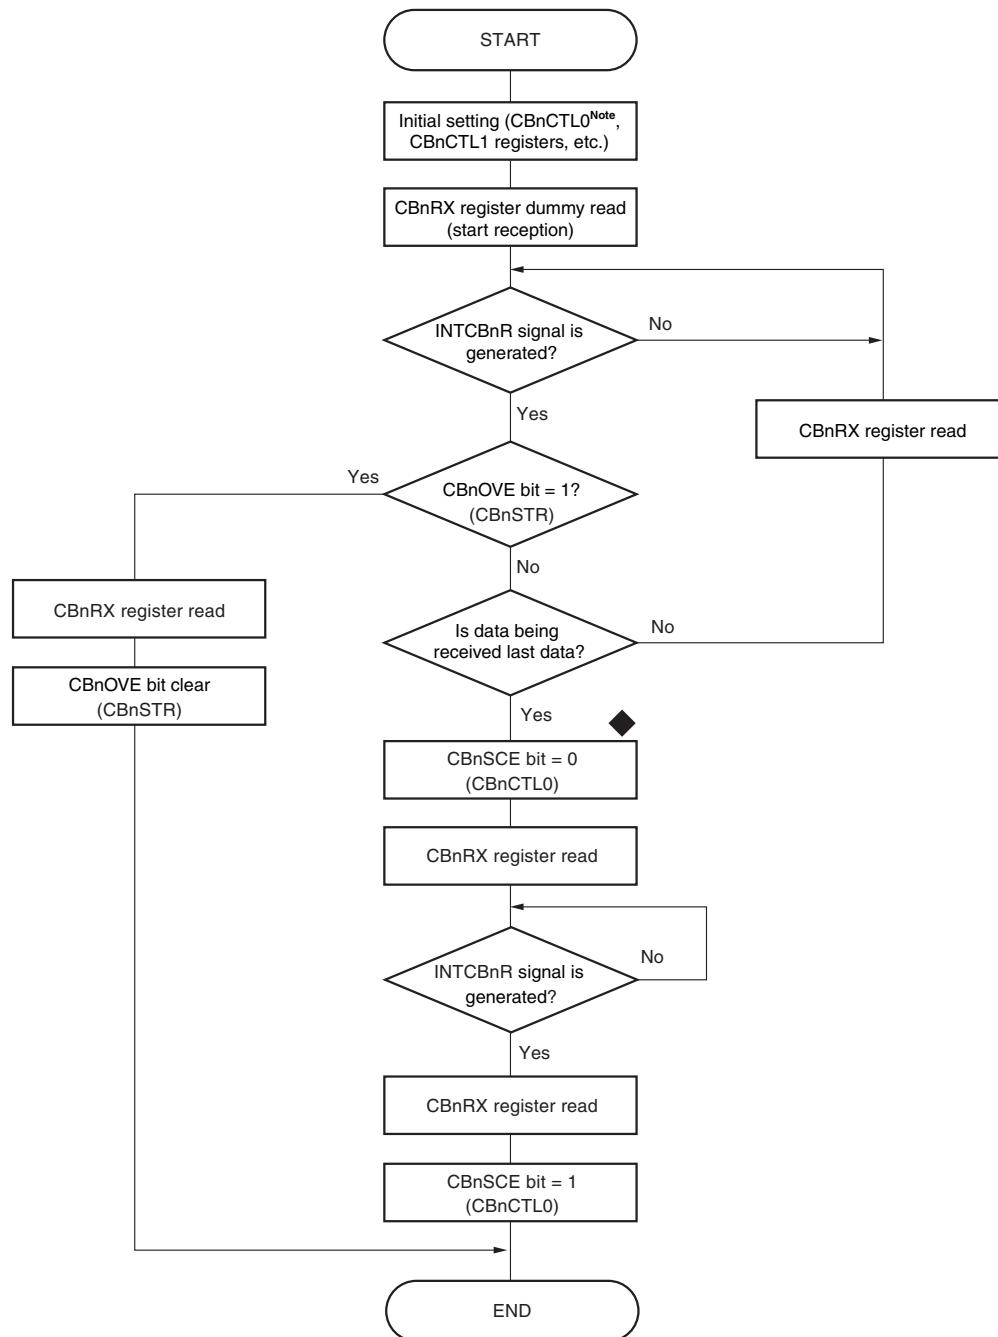 START
Initial setting (CBnCTL0Note,
CBnCTL1 registers, etc.)
CBnRX register dummy read
(start reception)
INTCBnR signal is
generated?
No
Yes
CBnRX register read
Yes
CBnOVE bit = 1?
(CBnSTR)
No
CBnRX register read
Is data being
received last data?
No
CBnOVE bit clear
(CBnSTR)
Yes
CBnSCE bit = 0
(CBnCTL0)
CBnRX register read
INTCBnR signal is
generated?
No
Yes
CBnRX register read
CBnSCE bit = 1
(CBnCTL0)
END